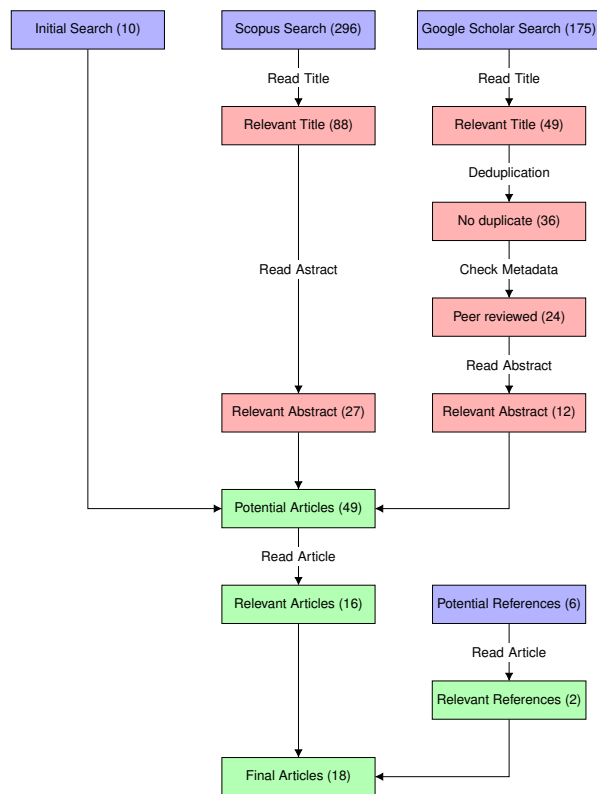 Initial Search (10)
Scopus Search (296)
Google Scholar Search (175)
Read Title
Read Title
Relevant Title (88)
Relevant Title (49)
Deduplication
No duplicate (36)
Read Astract
Check Metadata
Peer reviewed (24)
Read Abstract
Relevant Abstract (27)
Relevant Abstract (12)
Potential Articles (49)
Read Article
Relevant Articles (16)
Potential References (6)
Read Article
Relevant References (2)
Final Articles (18)